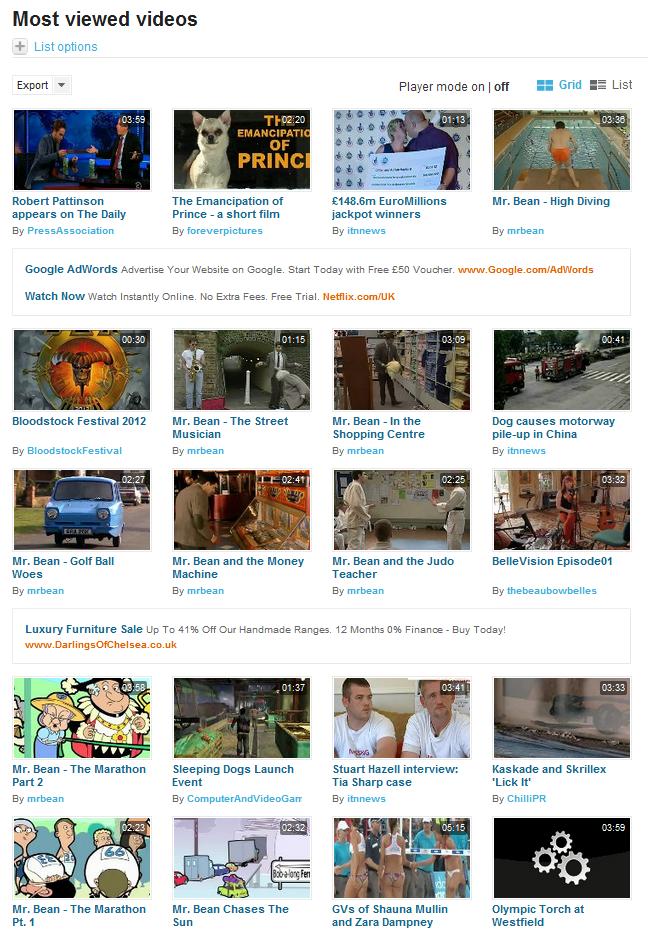 Most viewed videos
List options
Export
Player mode on | off
Grid
List
03:59
02:20
01:13
03:36
THE
EMANCIPATIO
OF
PRINC
Robert Pattinson
appears on The Daily
By PressAssociation
The Emancipation of
Prince - a short film
By foreverpictures
£148.6m EuroMillions
jackpot winners
By itnnews
Mr. Bean - High Diving
By mrbean
Google AdWords Advertise Your Website on Google. Start Today with Free £50 Voucher. www.Google.com/AdWords
Watch Now Watch Instantly Online. No Extra Fees. Free Trial. Netflix.com/UK
00:30
01:15
03:09
00:41
Bloodstock Festival 2012
By BloodstockFestival
Mr. Bean - The Street
Musician
By mrbean
Mr. Bean - In the
Shopping Centre
By mrbean
Dog causes motorway
pile-up in China
By itnnews
02:27
02:41
02:25
03:32
Mr. Bean - Golf Ball
Woes
By mrbean
Mr. Bean and the Money
Machine
By mrbean
Mr. Bean and the Judo
Teacher
By mrbean
BelleVision Episode01
By thebeaubowbelles
Luxury Furniture Sale Up To 41% Off Our Handmade Ranges. 12 Months 0% Finance - Buy Today!
www.DarlingsOfChelsea.co.uk
03:58
01:37
03:41
03:33
Mr. Bean - The Marathon
Part 2
By mrbean
Sleeping Dogs Launch
Event
By ComputerAndVideoGam
Stuart Hazell interview:
Tia Sharp case
By itnnews
Kaskade and Skrillex
'Lick It'
By ChilliPR
02:23
66
02:32
Bob-a-long Fer
05:15
03:59
Mr. Bean - The Marathon
Pt. 1
Mr. Bean Chases The
Sun
GVs of Shauna Mullin
and Zara Dampney
Olympic Torch at
Westfield